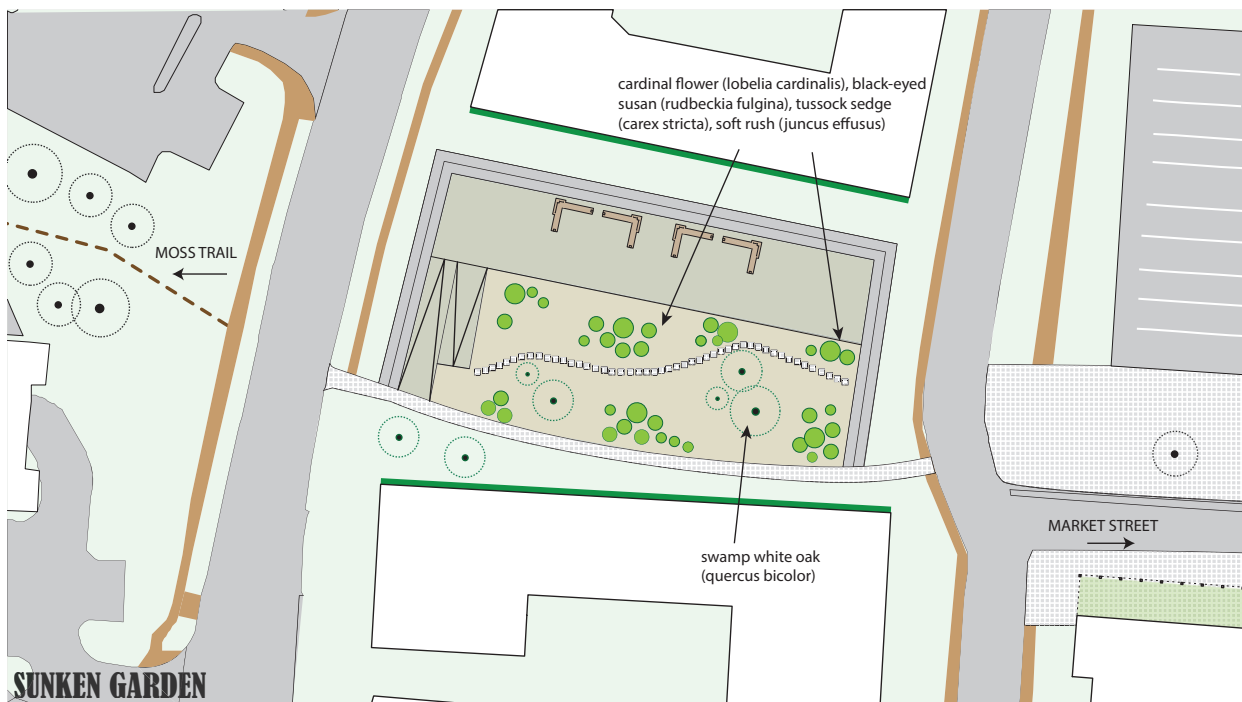 cardinal flower (lobelia cardinalis), black-eyed
susan (rudbeckia fulgina), tussock sedge
(carex stricta), soft rush (juncus effusus)
MOSS TRAIL
MARKET STREET
swamp white oak
(quercus bicolor)
SUNKEN GARDEN